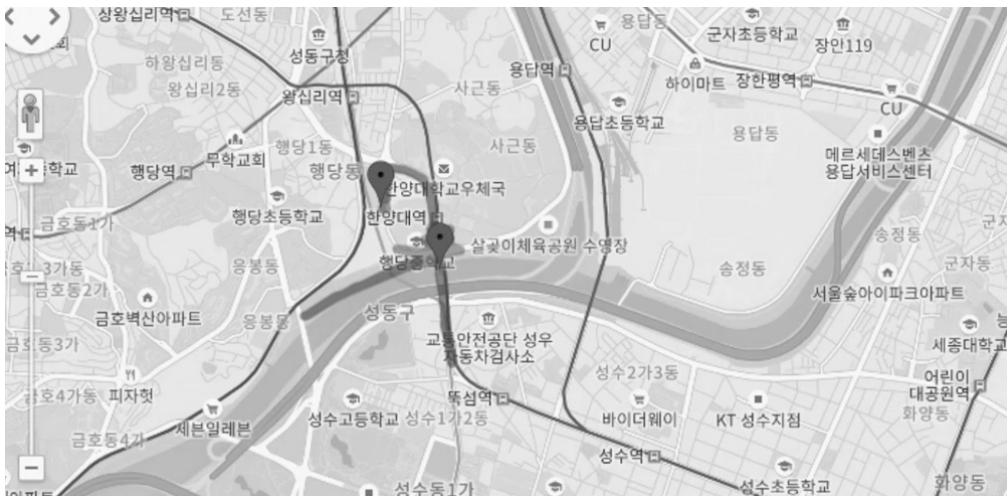 상왕십리역
도선동
성동구청
하왕십리동
왕십리2동
왕십리역
사근동
사근동
용답역
CU
용답동
군자초등학교
장안119
하이마트
장한평역
CU
용답초등학교
용답동
메르세데스벤츠
용답서비스센터
무학교회
행당1동
행당동
행당역
행당초등학교
한양대학교우체국
한양대역
행당중학교
살곶이체육공원 수영장
송정동
송정동
군자동
서울숲아이파크아파트
세종대학교
어린이
대공원역
화양동
화양동
금호동1가
금호동2가
금호동3가
금호동4가
금호동4가
응봉동
응봉동
금호벽산아파트
피자헛
세븐일레븐
성동구
교통안전공단 성우
자동차검사소
성수고등학교
성수1가2동
뚝섬역
성수2가3동
바이더웨이
KT 성수지점
성수역
성수초등학교
성수동1가